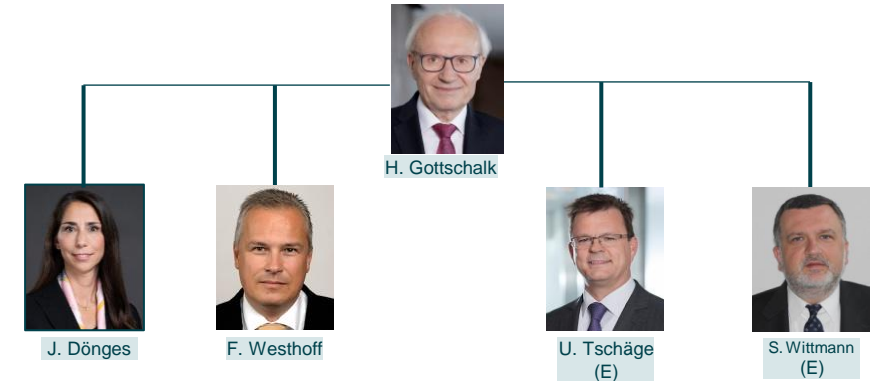 H. Gottschalk
J. Dönges
F. Westhoff
U. Tschäge
(E)
S. Wittmann
(E)